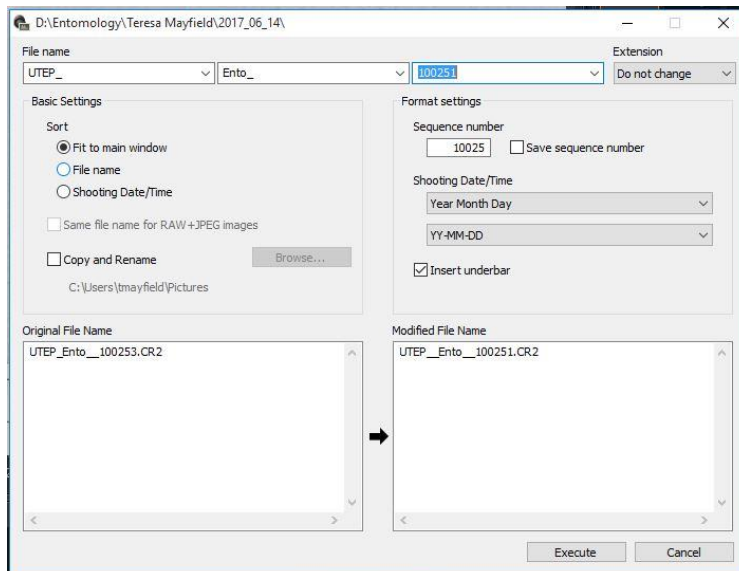 D:\Entomology\Teresa Mayfield\2017_06_14\
File name
Extension
UTEP_ Ento_ 100251 Do not change
Basic Settings
Sort
Fit to main window
File name
Shooting Date/Time
Same file name for RAW+JPEG images
Copy and Rename Browse...
C:\Users\tmayfield\Pictures
Format settings
Sequence number
10025 Save sequence number
Shooting Date/Time
Year Month Day
YY-MM-DD
Insert underbar
Original File Name
UTEP_Ento__100253.CR2
Modified File Name
UTEP__Ento__100251.CR2
Execute Cancel